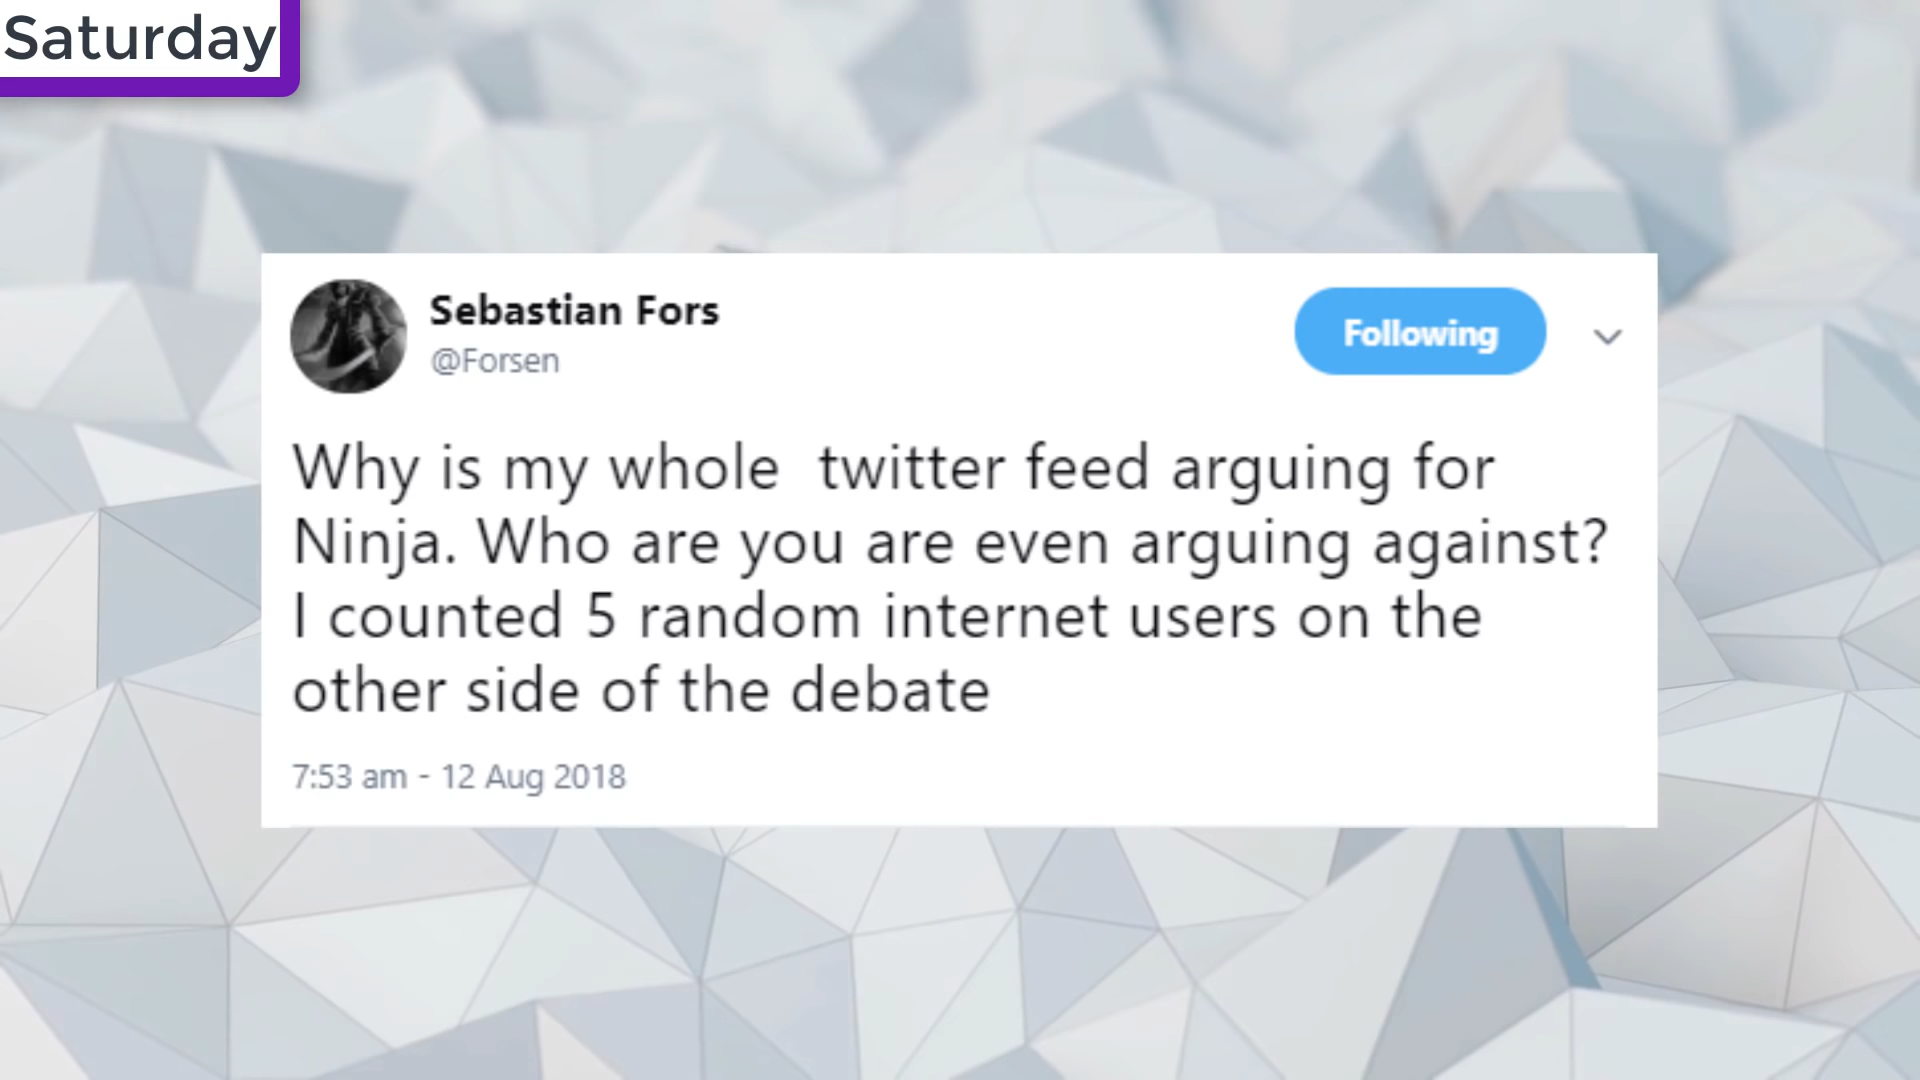 Saturday
Sebastian Fors
@Forsen
Following
Why is my whole  twitter feed arguing for
Ninja. Who are you are even arguing against?
I counted 5 random internet users on the
other side of the debate
7:53 am - 12 Aug 2018